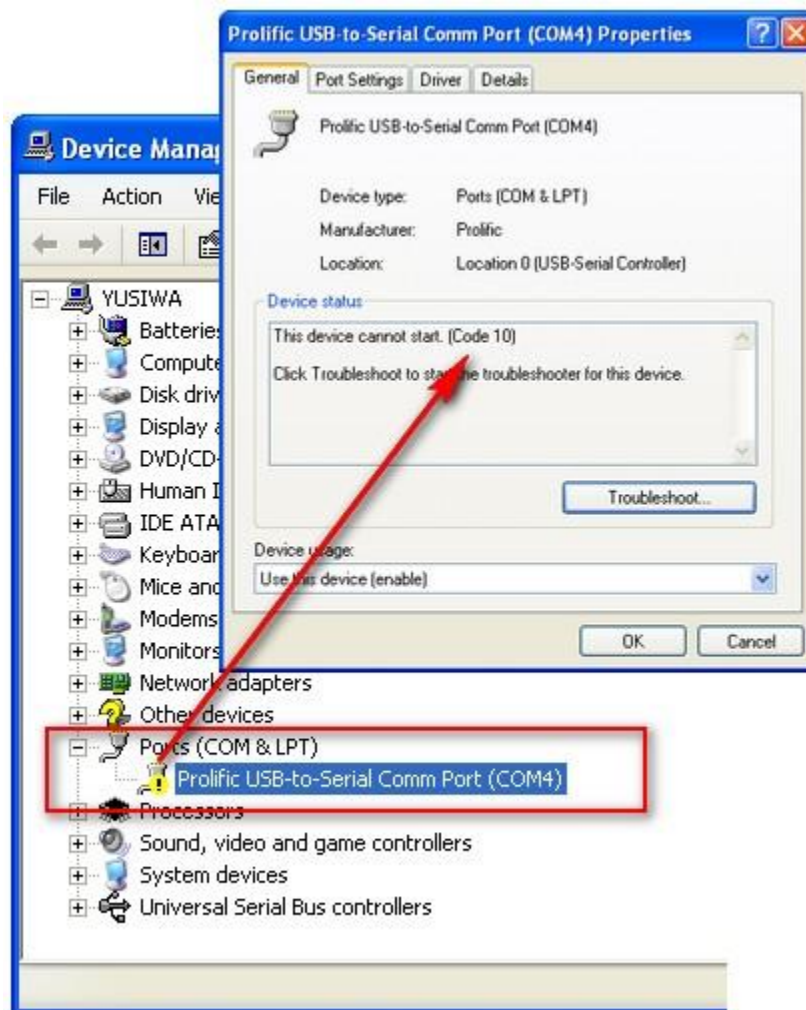 Prolific USB-to-Serial Comm Port (COM4) Properties
General Port Settings Driver Details
Prolific USB-to-Serial Comm Port (COM4)
Device type: Ports (COM & LPT)
Manufacturer: Prolific
Location: Location 0 (USB-Serial Controller)
Device status
This device cannot start. (Code 10)
Click Troubleshoot to start the troubleshooter for this device.
Troubleshoot...
Device usage:
Use this device (enable)
OK Cancel
Device Manag
File Action Vie
YUSIWA
Batteries
Compute
Disk driv
Display a
DVD/CD-
Human I
IDE ATA
Keyboar
Mice and
Modems
Monitors
Network adapters
Other devices
Ports (COM & LPT)
Prolific USB-to-Serial Comm Port (COM4)
Processors
Sound, video and game controllers
System devices
Universal Serial Bus controllers